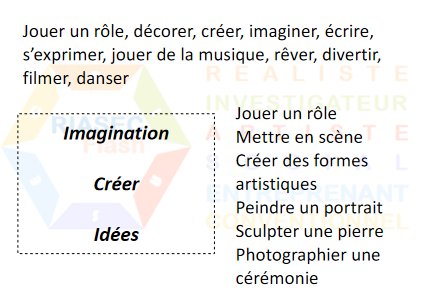 Jouer un rôle, décorer, créer, imaginer, écrire,
s’exprimer, jouer de la musique, rêver, divertir,
filmer, danser
Imagination
Créer
Idées
Jouer un rôle
Mettre en scène
Créer des formes
artistiques
Peindre un portrait
Sculpter une pierre
Photographier une
cérémonie
RIASEC
Flash
REALISTE
INVESTIGATEUR
ARTISTE
SOCIAL
ENTREPRENANT
CONVENTIONNEL